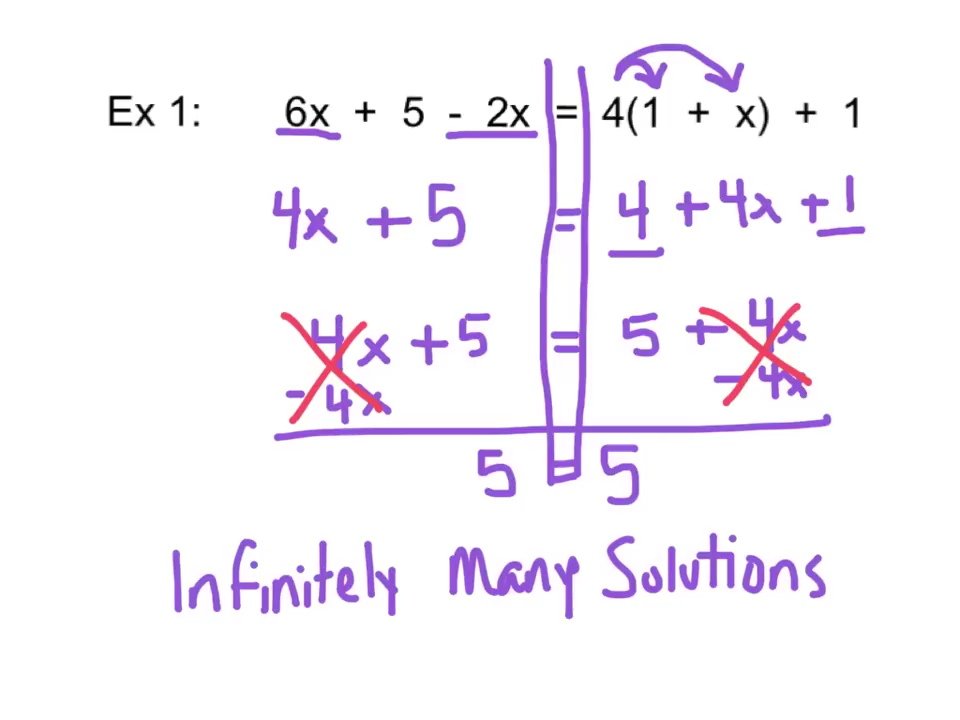 Ex 1: 6x + 5 - 2x = 4(1 + x) + 1
4x + 5 = 4 + 4x + 1
4x + 5 = 5 + 4x
- 4x - 4x
5 = 5
Infinitely Many Solutions